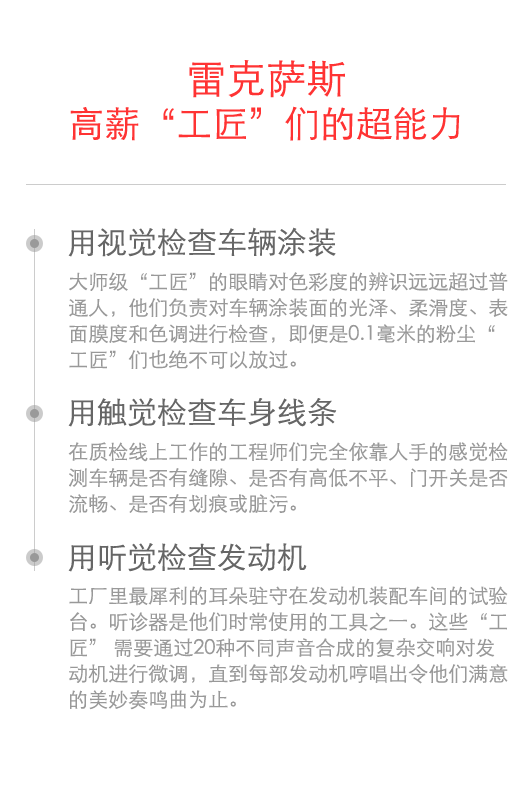 雷克萨斯
高薪“工匠”们的超能力
用视觉检查车辆涂装
大师级“工匠”的眼睛对色彩度的辨识远远超过普
通人，他们负责对车辆涂装面的光泽、柔滑度、表
面膜度和色调进行检查，即便是0.1毫米的粉尘“
工匠”们也绝不可以放过。
用触觉检查车身线条
在质检线上工作的工程师们完全依靠人手的感觉检
测车辆是否有缝隙、是否有高低不平、门开关是否
流畅、是否有划痕或脏污。
用听觉检查发动机
工厂里最犀利的耳朵驻守在发动机装配车间的试验
台。听诊器是他们时常使用的工具之一。这些“工
匠” 需要通过20种不同声音合成的复杂交响对发
动机进行微调，直到每部发动机哼唱出令他们满意
的美妙奏鸣曲为止。